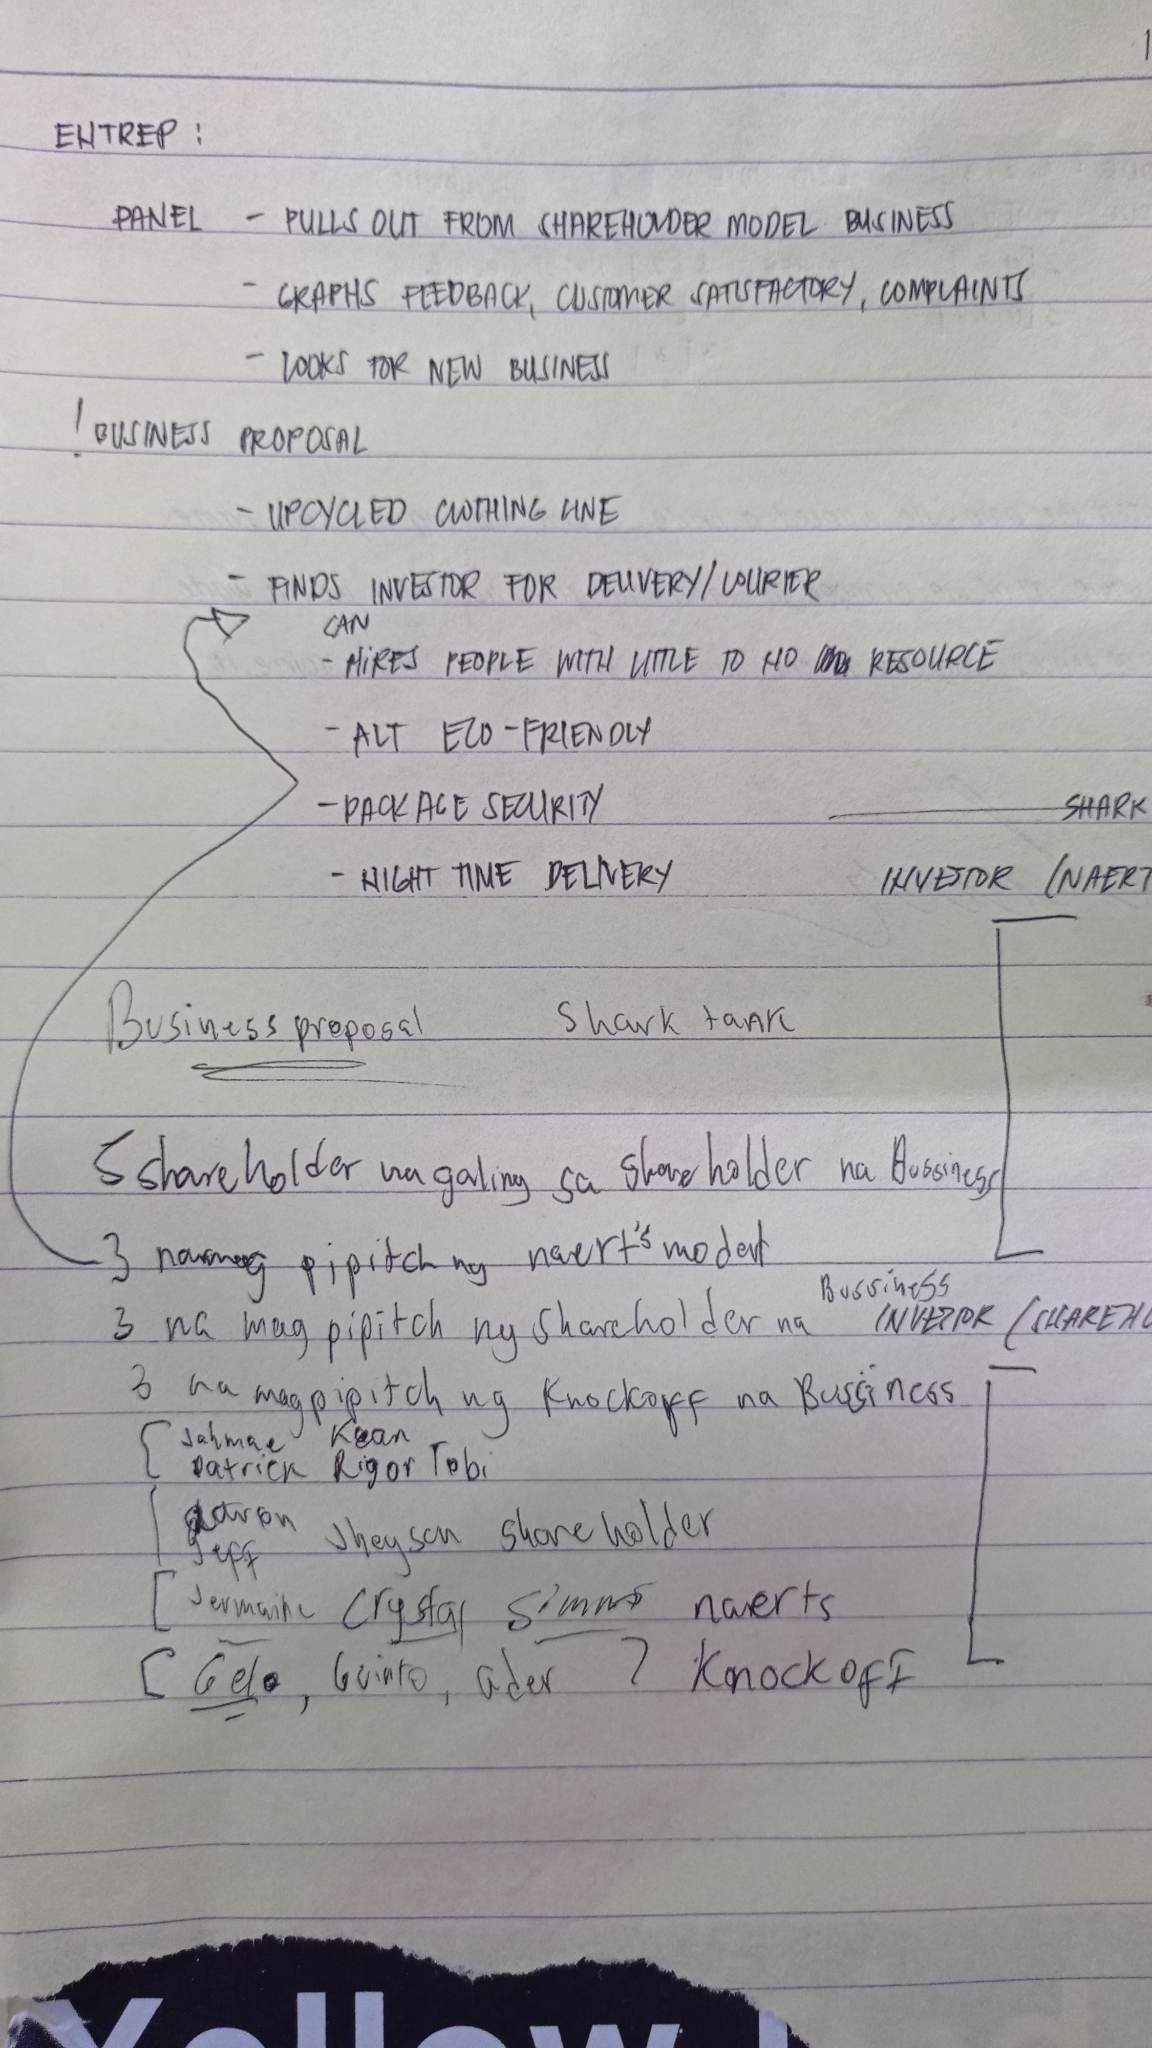 ENTREP :
PANEL - PULLS OUT FROM SHAREHOLDER MODEL BUSINESS
- GRAPHS FEEDBACK, CUSTOMER SATISFACTORY, COMPLAINTS
- LOOKS FOR NEW BUSINESS
! BUSINESS PROPOSAL
- UPCYCLED CLOTHING LINE
- FINDS INVESTOR FOR DELIVERY/COURIER
CAN
- HIRES PEOPLE WITH LITTLE TO NO RESOURCE
- ALT ECO-FRIENDLY
- PACKAGE SECURITY
SHARK
- NIGHT TIME DELIVERY
INVESTOR (NAERT
Business proposal Shark tank
5 shareholder na galing sa shareholder na Bussiness
3 pipitch ng naert's
3 na mag pipitch ng shareholder na Bussiness
INVESTOR (SHAREHO
3 na magpipitch ng Knockoff na Bussiness
Jahmae Kean
Patrick Rigor Tobi
Aaron
Jeff Jheyson shareholder
Jermaine Crystal Simms naerts
Gelo, Guinto, ader ? Knockoff
Yellow